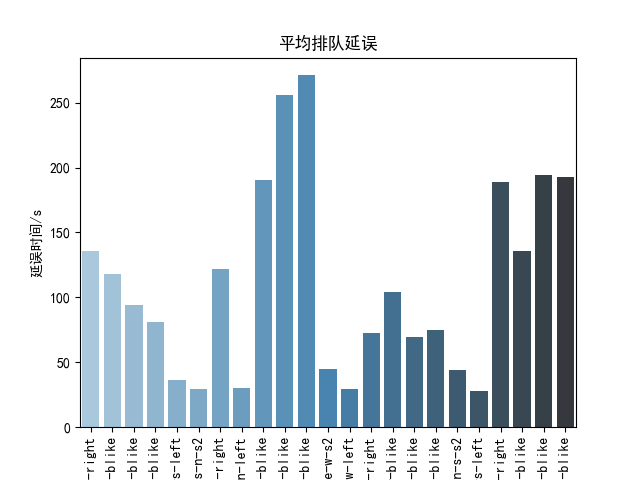 平均排队延误
延误时间/s
250
200
150
100
50
0
-right
-blike
-blike
-blike
s-left
s-n-s2
-right
n-left
-blike
-blike
-blike
e-w-s2
w-left
-right
-blike
-blike
-blike
n-s-s2
s-left
-right
-blike
-blike
-blike